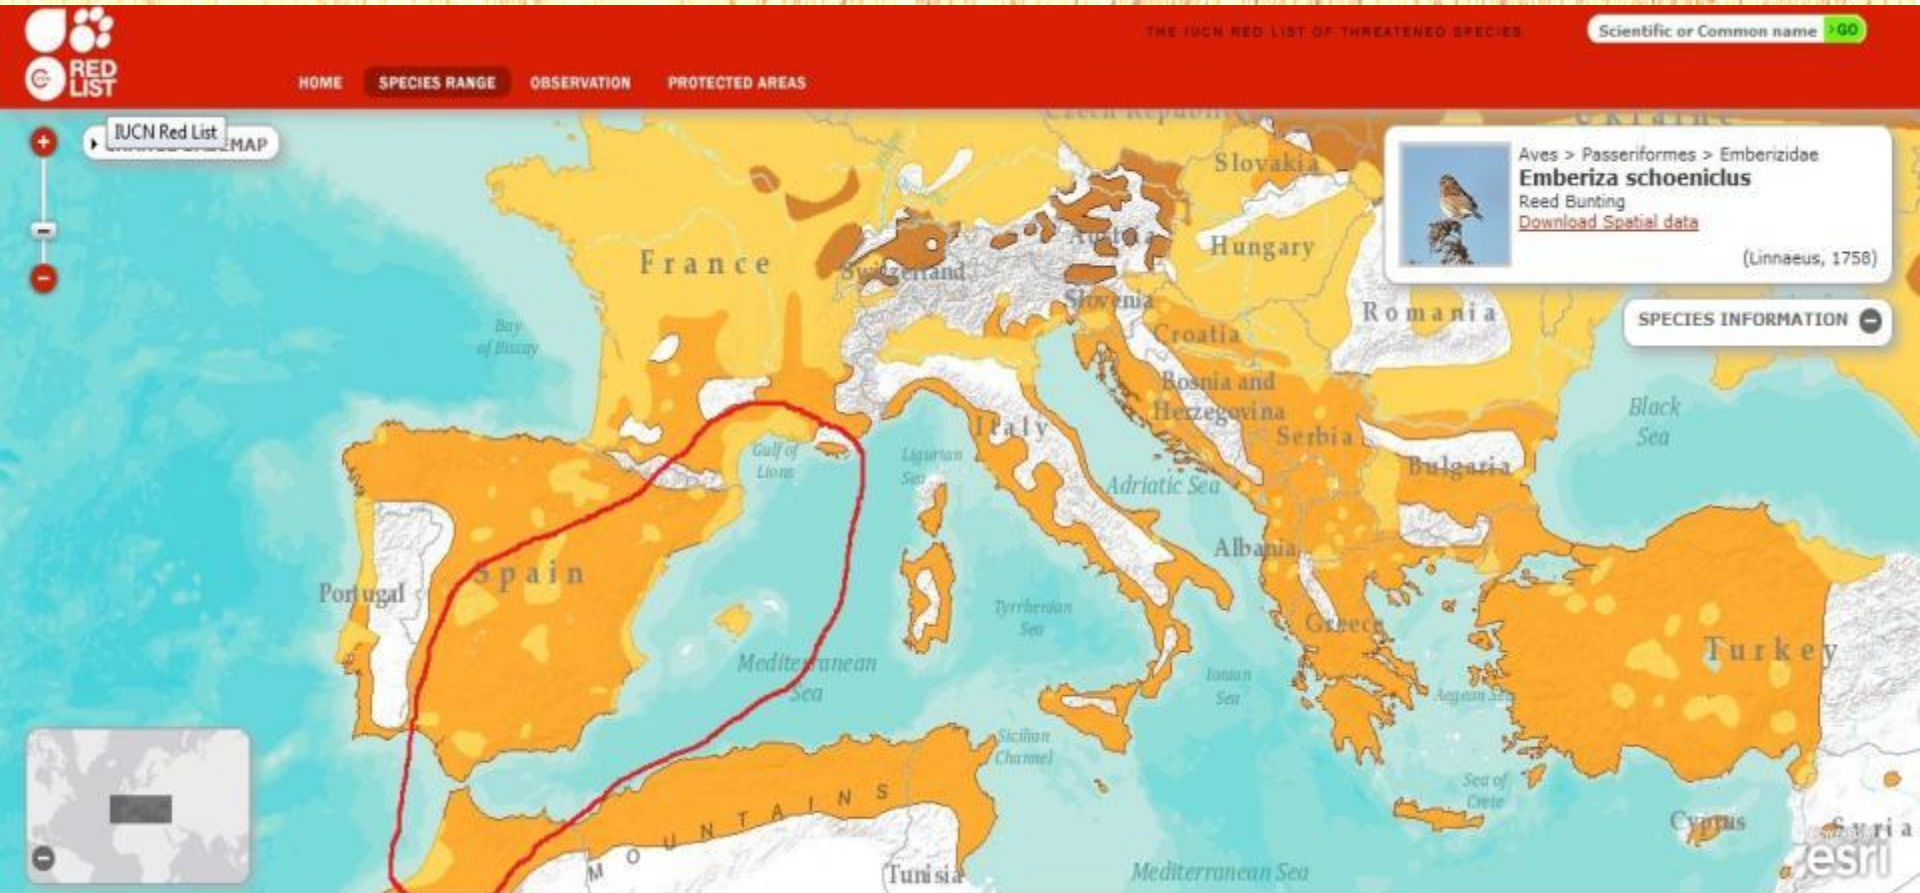 THE IUCN RED LIST OF THREATENED SPECIES
Scientific or Common name
>GO
RED
LIST
HOME
SPECIES RANGE
OBSERVATION
PROTECTED AREAS
IUCN Red List
Czech Republic
Ukraine
Slovakia
Aves > Passeriformes > Emberizidae
Emberiza schoeniclus
Reed Bunting
Download Spatial data
(Linnaeus, 1758)
SPECIES INFORMATION
France
Switzerland
Austria
Hungary
Slovenia
Romania
Croatia
Bay
of Biscay
Bosnia and
Herzegovina
Serbia
Black
Sea
Italy
Gulf of
Lions
Ligurian
Sea
Adriatic Sea
Bulgaria
Albania
Spain
Portugal
Tyrrhenian
Sea
Greece
Turkey
Mediterranean
Sea
Ionian
Sea
Aegean Sea
Sicilian
Channel
Sea of
Crete
MOUNTAINS
Cyprus
Syria
Tunisia
Mediterranean Sea
esri